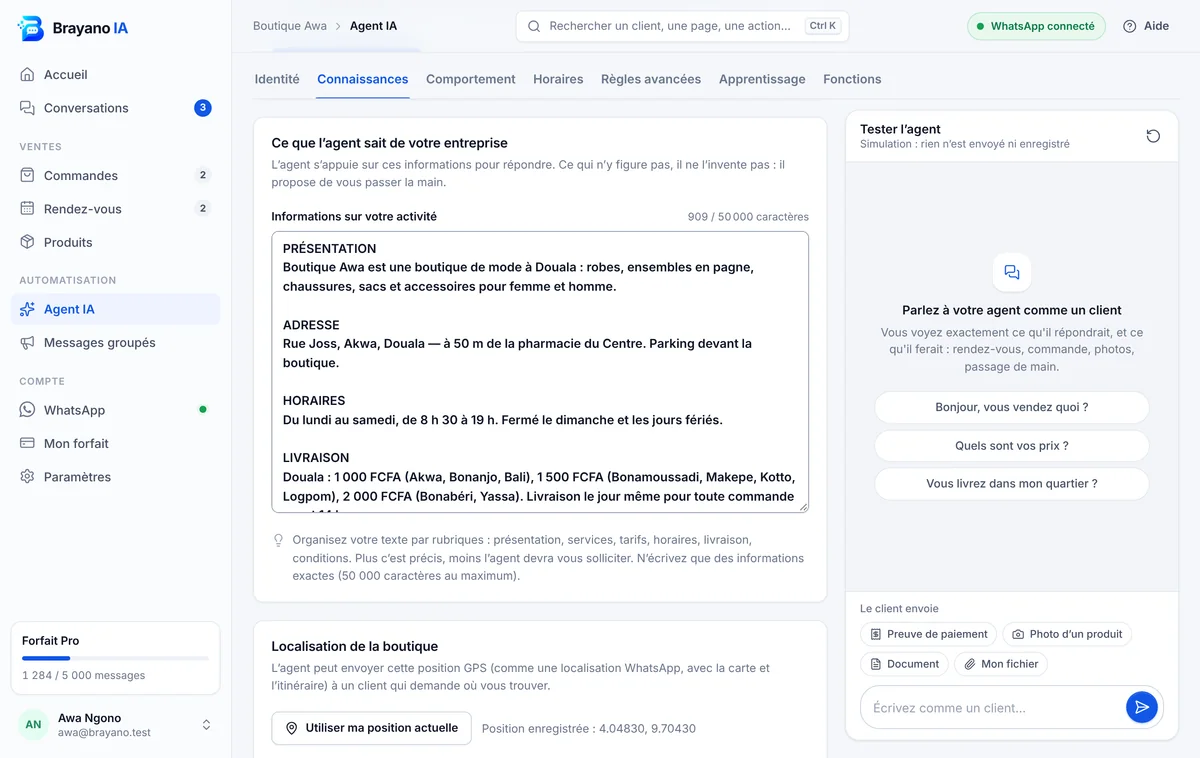 Brayano IA
Boutique Awa > Agent IA
Rechercher un client, une page, une action... Ctrl K
WhatsApp connecté
Aide
Accueil
Conversations 3
VENTES
Commandes 2
Rendez-vous 2
Produits
AUTOMATISATION
Agent IA
Messages groupés
COMPTE
WhatsApp
Mon forfait
Paramètres
Forfait Pro
1 284 / 5 000 messages
AN
Awa Ngono
awa@brayano.test
Identité Connaissances Comportement Horaires Règles avancées Apprentissage Fonctions
Ce que l’agent sait de votre entreprise
L’agent s’appuie sur ces informations pour répondre. Ce qui n’y figure pas, il ne l’invente pas : il
propose de vous passer la main.
Informations sur votre activité 909 / 50 000 caractères
PRÉSENTATION
Boutique Awa est une boutique de mode à Douala : robes, ensembles en pagne,
chaussures, sacs et accessoires pour femme et homme.
ADRESSE
Rue Joss, Akwa, Douala — à 50 m de la pharmacie du Centre. Parking devant la
boutique.
HORAIRES
Du lundi au samedi, de 8 h 30 à 19 h. Fermé le dimanche et les jours fériés.
LIVRAISON
Douala : 1 000 FCFA (Akwa, Bonanjo, Bali), 1 500 FCFA (Bonamoussadi, Makepe, Kotto,
Logpom), 2 000 FCFA (Bonabéri, Yassa). Livraison le jour même pour toute commande
Organisez votre texte par rubriques : présentation, services, tarifs, horaires, livraison,
conditions. Plus c’est précis, moins l’agent devra vous solliciter. N’écrivez que des informations
exactes (50 000 caractères au maximum).
Localisation de la boutique
L’agent peut envoyer cette position GPS (comme une localisation WhatsApp, avec la carte et
l’itinéraire) à un client qui demande où vous trouver.
Utiliser ma position actuelle
Position enregistrée : 4.04830, 9.70430
Tester l’agent
Simulation : rien n’est envoyé ni enregistré
Parlez à votre agent comme un client
Vous voyez exactement ce qu'il répondrait, et ce
qu'il ferait : rendez-vous, commande, photos,
passage de main.
Bonjour, vous vendez quoi ?
Quels sont vos prix ?
Vous livrez dans mon quartier ?
Le client envoie
Preuve de paiement
Photo d’un produit
Document
Mon fichier
Écrivez comme un client...